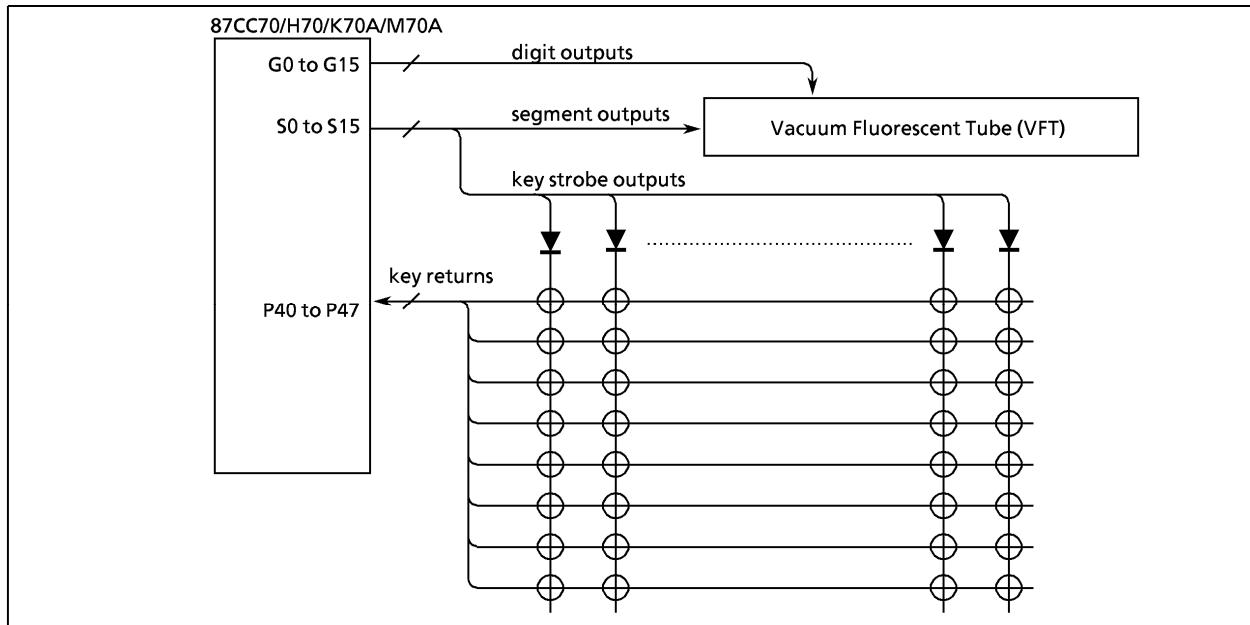 87CC70/H70/K70A/M70A
G0 to G15
digit outputs
S0 to S15
segment outputs
Vacuum Fluorescent Tube (VFT)
key strobe outputs
key returns
P40 to P47